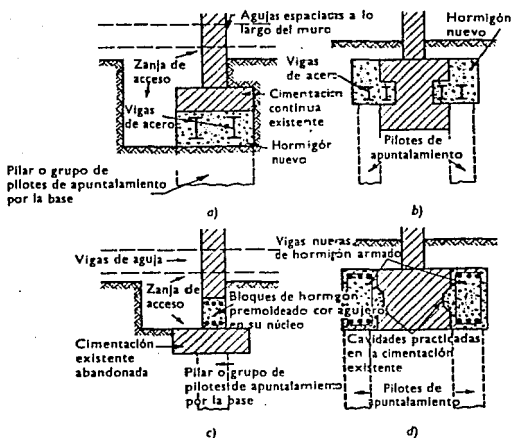 Agujas espaciadas a lo
largo del muro
Zanja de
acceso
Vigas
de acero
Cimentación
continua
existente
Hormigón
nuevo
Pilar o grupo de
pilotes de apuntalamiento
por la base
a)
Hormigón
nuevo
Vigas
de acero
Pilotes de
apuntalamiento
b)
Vigas de aguja
Zanja de
acceso
Bloques de hormigón
premoldeado con agujero
en su núcleo
Cimentación
existente
abandonada
Pilar o grupo de
pilotes de apuntalamiento
por la base
c)
Vigas nuevas
de hormigón armado
Cavidades practicadas
en la cimentación
existente
Pilotes de
apuntalamiento
d)